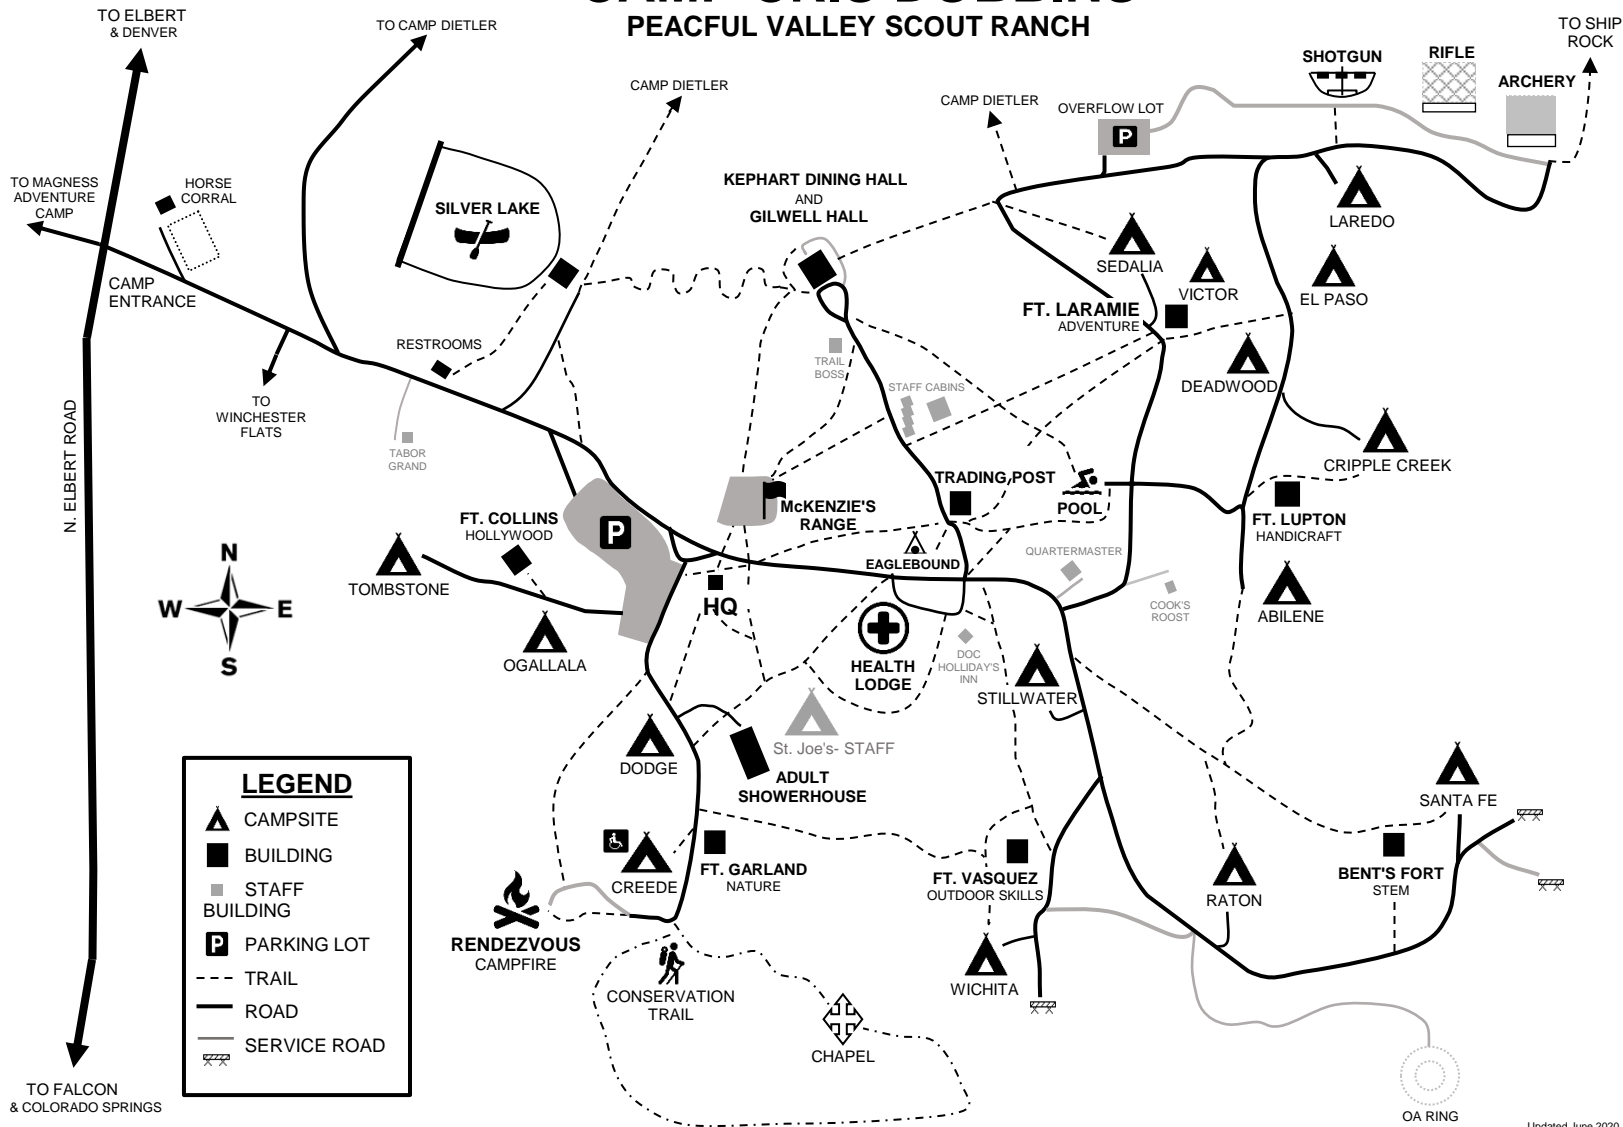 PEACFUL VALLEY SCOUT RANCH
TO ELBERT
& DENVER
TO CAMP DIETLER
CAMP DIETLER
CAMP DIETLER
OVERFLOW LOT
P
SHOTGUN
RIFLE
ARCHERY
TO SHIP
ROCK
TO MAGNESS
ADVENTURE
CAMP
HORSE
CORRAL
SILVER LAKE
KEPHART DINING HALL
AND
GILWELL HALL
LAREDO
SEDALIA
VICTOR
EL PASO
CAMP
ENTRANCE
FT. LARAMIE
ADVENTURE
RESTROOMS
TRAIL
BOSS
STAFF CABINS
DEADWOOD
TO
WINCHESTER
FLATS
TABOR
GRAND
N. ELBERT ROAD
CRIPPLE CREEK
TRADING POST
POOL
McKENZIE'S
RANGE
FT. COLLINS
HOLLYWOOD
P
FT. LUPTON
HANDICRAFT
QUARTERMASTER
EAGLEBOUND
TOMBSTONE
N
W
E
S
HQ
COOK'S
ROOST
ABILENE
OGALLALA
HEALTH
LODGE
DOC
HOLLIDAY'S
INN
STILLWATER
St. Joe's- STAFF
DODGE
ADULT
SHOWERHOUSE
SANTA FE
LEGEND
CAMPSITE
BUILDING
STAFF
BUILDING
P PARKING LOT
TRAIL
ROAD
SERVICE ROAD
CREEDE
FT. GARLAND
NATURE
FT. VASQUEZ
OUTDOOR SKILLS
BENT'S FORT
STEM
RATON
RENDEZVOUS
CAMPFIRE
CONSERVATION
TRAIL
WICHITA
CHAPEL
TO FALCON
& COLORADO SPRINGS
OA RING
Updated June 2020